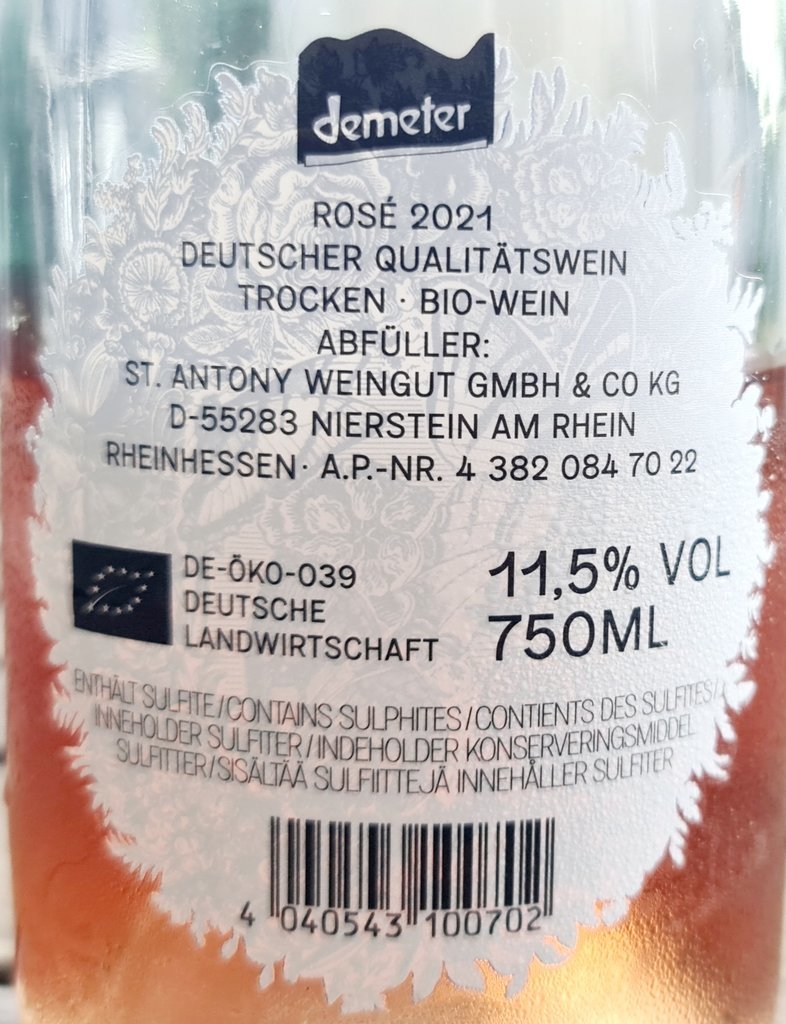 demeter
ROSÉ 2021
DEUTSCHER QUALITÄTSWEIN
TROCKEN · BIO-WEIN
ABFÜLLER:
ST. ANTONY WEINGUT GMBH & CO KG
D-55283 NIERSTEIN AM RHEIN
RHEINHESSEN · A.P.-NR. 4 382 084 70 22
DE-ÖKO-039
DEUTSCHE
LANDWIRTSCHAFT
11,5% VOL
750ML
ENTHÄLT SULFITE/CONTAINS SULPHITES/CONTIENTS DES SULFITES/
INNEHOLDER SULFITER/INDEHOLDER KONSERVERINGSMIDDEL
SULFITTER/SISÄLTÄÄ SULFIITTEJÄ INNEHÅLLER SULFITER
4 040543 100702